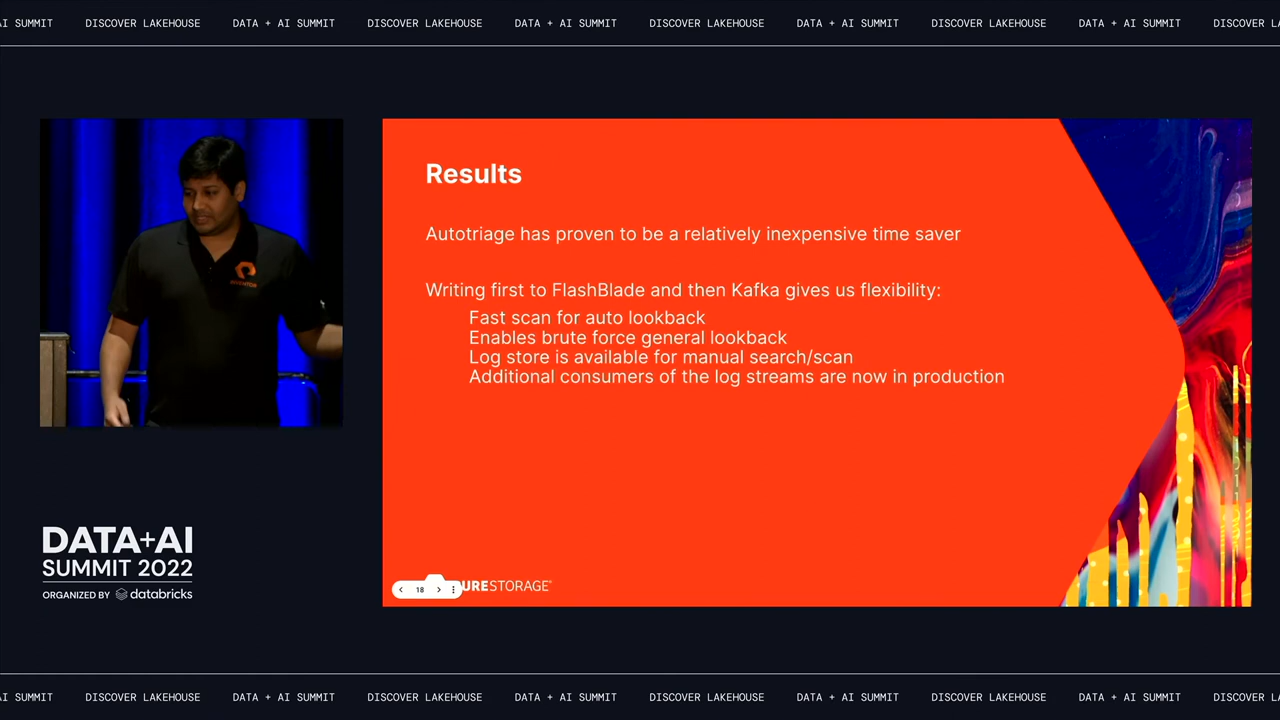 AI SUMMIT DISCOVER LAKEHOUSE DATA + AI SUMMIT DISCOVER LAKEHOUSE DATA + AI SUMMIT DISCOVER LAKEHOUSE DATA + AI SUMMIT DISCOVER LAKEHOUSE DATA + AI SUMMIT DISCOVER LA
Results
Autotriage has proven to be a relatively inexpensive time saver
Writing first to FlashBlade and then Kafka gives us flexibility:
Fast scan for auto lookback
Enables brute force general lookback
Log store is available for manual search/scan
Additional consumers of the log streams are now in production
18
URESTORAGE
DATA+AI
SUMMIT 2022
ORGANIZED BY databricks
AI SUMMIT DISCOVER LAKEHOUSE DATA + AI SUMMIT DISCOVER LAKEHOUSE DATA + AI SUMMIT DISCOVER LAKEHOUSE DATA + AI SUMMIT DISCOVER LAKEHOUSE DATA + AI SUMMIT DISCOVER LA